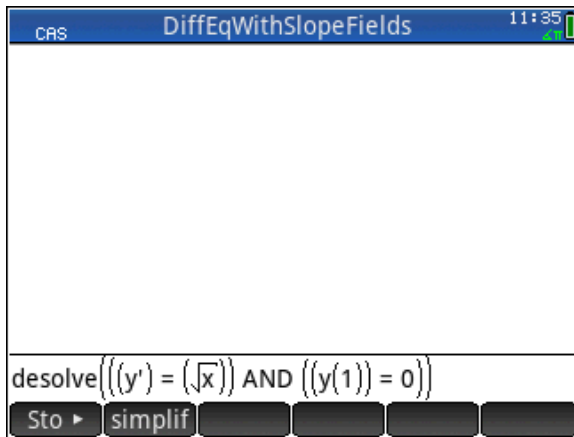 CAS DiffEqWithSlopeFields 11:35
∡π
desolve(((y') = (√x)) AND ((y(1)) = 0))
Sto ► simplif